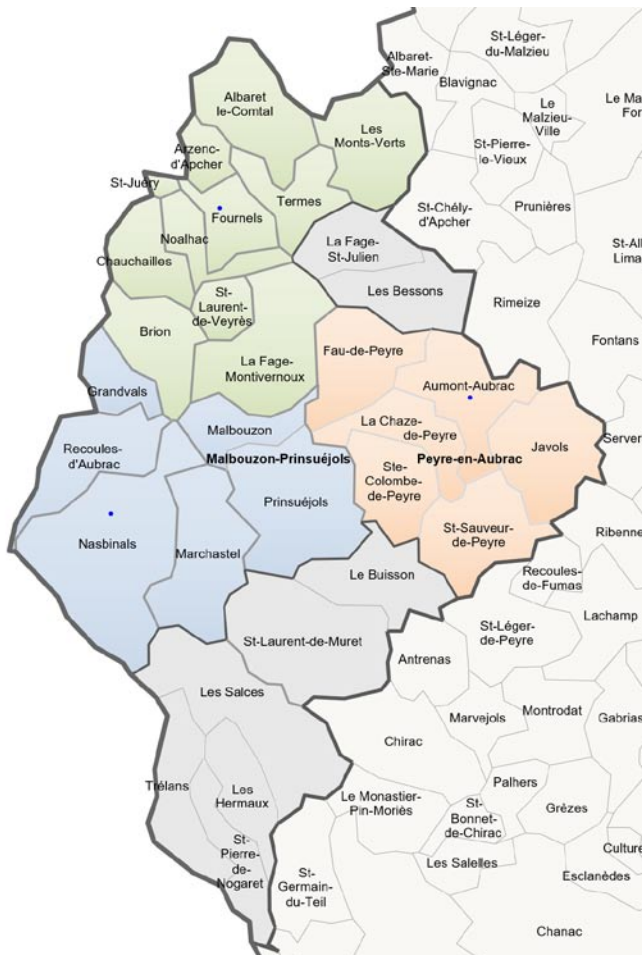 St-Léger-
du-Malzieu
Albaret-
Ste-Marie
Blavignac
Albaret
le-Comtal
Le
Malzieu-
Ville
Le Ma
For
Les
Monts-Verts
Arzenc-
d'Apcher
St-Pierre-
le-Vieux
St-Juéry
Termes
Fournels
St-Chély-
d'Apcher
Prunières
Noalhac
La Fage-
St-Julien
St-Al
Lima
Chauchailles
Les Bessons
Rimeize
St-
Laurent-
de-Veyrès
Brion
Fontans
Fau-de-Peyre
La Fage-
Montivernoux
Aumont-Aubrac
Grandvals
La Chaze-
de-Peyre
Malbouzon
Javols
Server
Recoules-
d'Aubrac
Malbouzon-Prinsuéjols
Peyre-en-Aubrac
Ste-
Colombe-
de-Peyre
Prinsuéjols
St-Sauveur-
de-Peyre
Ribenne
Nasbinals
Marchastel
Le Buisson
Recoules-
de-Fumas
Lachamp
St-Léger-
de-Peyre
St-Laurent-de-Muret
Antrenas
Les Salces
Marvejols
Montrodat
Gabrias
Chirac
Palhers
Trélans
Les
Hermaux
Le Monastier-
Pin-Moriès
St-
Bonnet-
de-Chirac
Grèzes
St-
Pierre-
de-
Nogaret
Culture
Les Salelles
Esclanèdes
St-
Germain-
du-Teil
Chanac